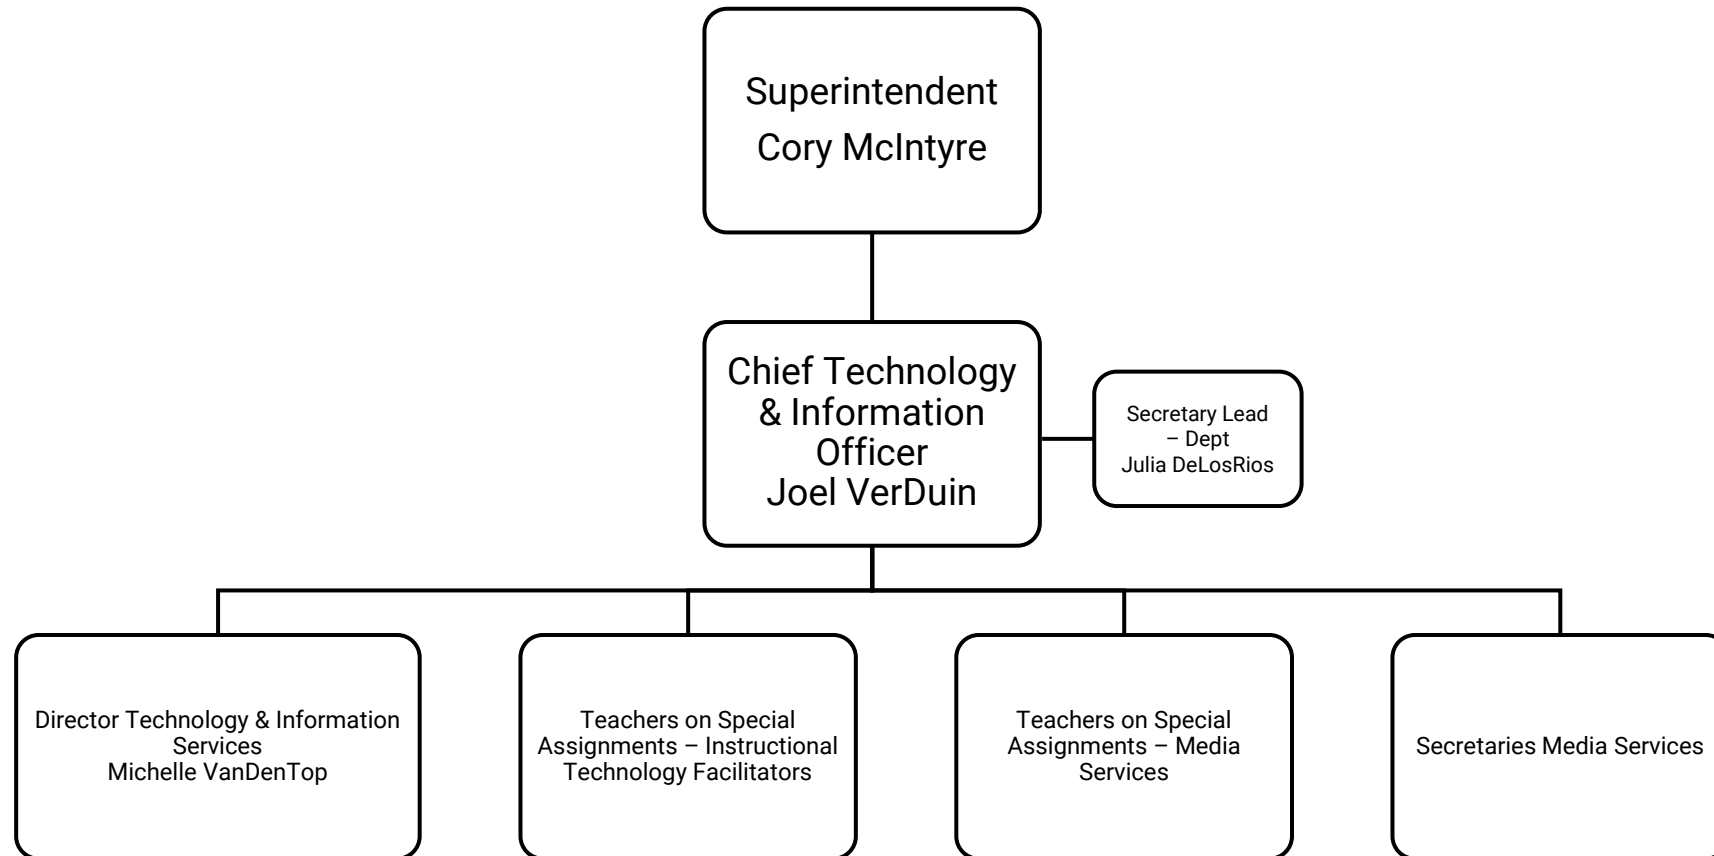 Superintendent
Cory McIntyre
Chief Technology
& Information
Officer
Joel VerDuin
Secretary Lead
– Dept
Julia DeLosRios
Director Technology & Information
Services
Michelle VanDenTop
Teachers on Special
Assignments – Instructional
Technology Facilitators
Teachers on Special
Assignments – Media
Services
Secretaries Media Services